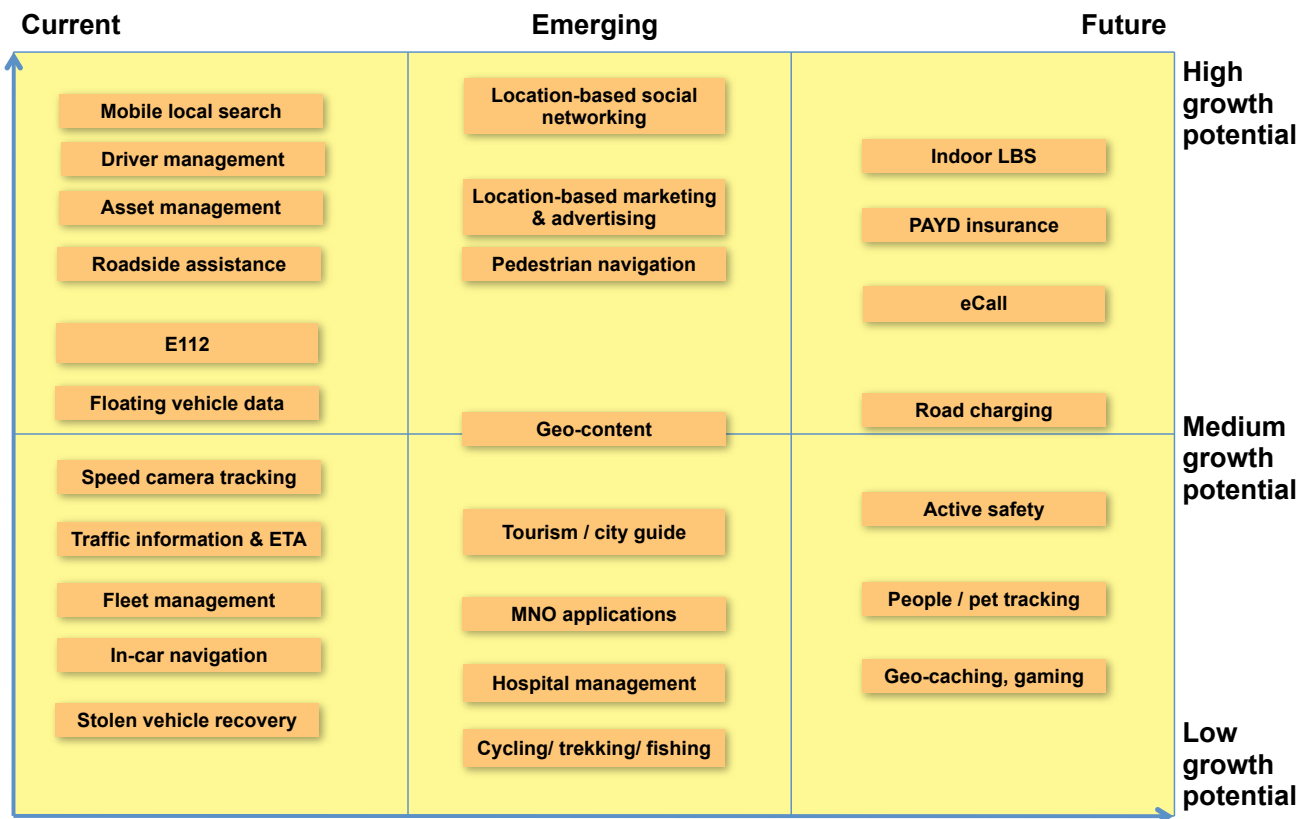 Current
Emerging
Future
High
growth
potential
Medium
growth
potential
Low
growth
potential
Mobile local search
Driver management
Asset management
Roadside assistance
E112
Floating vehicle data
Speed camera tracking
Traffic information & ETA
Fleet management
In-car navigation
Stolen vehicle recovery
Location-based social
networking
Location-based marketing
& advertising
Pedestrian navigation
Geo-content
Tourism / city guide
MNO applications
Hospital management
Cycling/ trekking/ fishing
Indoor LBS
PAYD insurance
eCall
Road charging
Active safety
People / pet tracking
Geo-caching, gaming